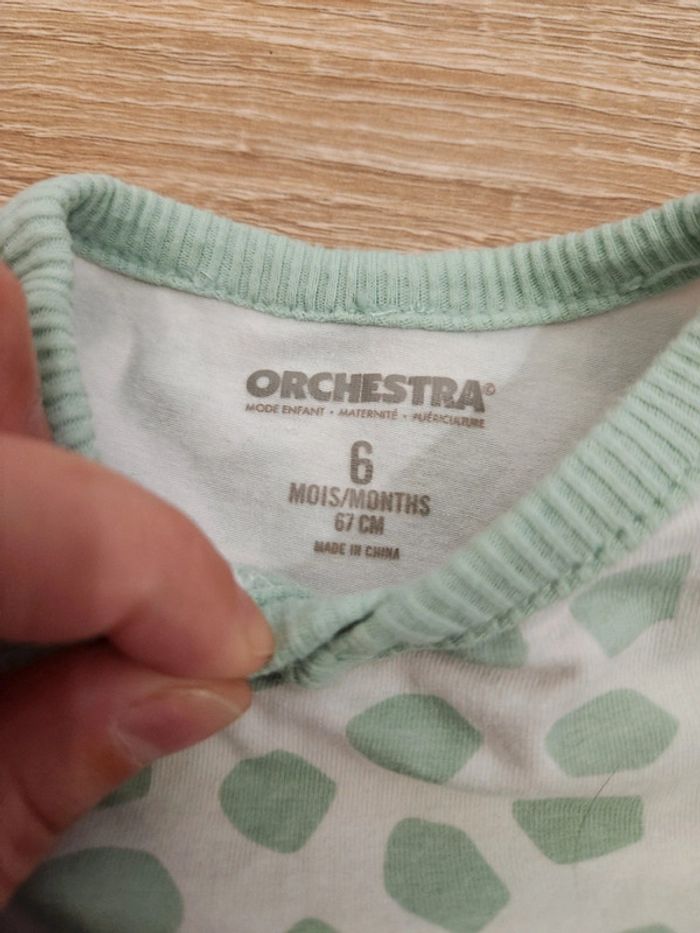 ORCHESTRA©
MODE ENFANT • MATERNITÉ • PUÉRICULTURE
6
MOIS/MONTHS
67 CM
MADE IN CHINA